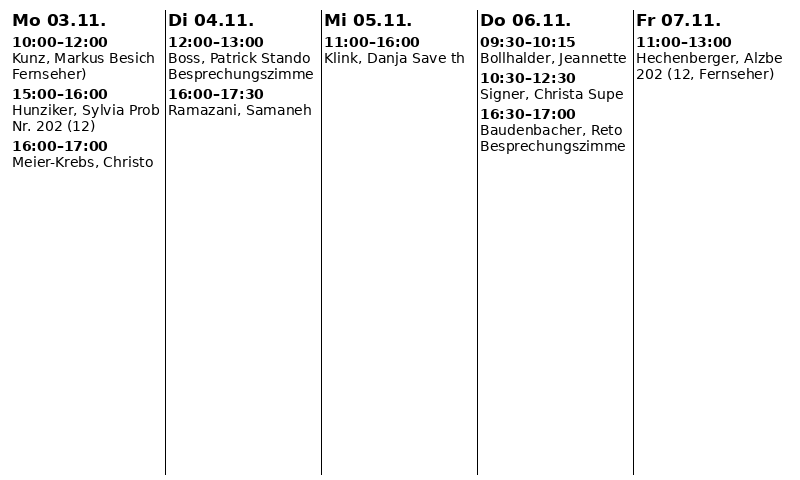 Mo 03.11.
10:00–12:00
Kunz, Markus Besich
Fernseher)
15:00–16:00
Hunziker, Sylvia Prob
Nr. 202 (12)
16:00–17:00
Meier-Krebs, Christo
Di 04.11.
12:00–13:00
Boss, Patrick Stando
Besprechungszimme
16:00–17:30
Ramazani, Samaneh
Mi 05.11.
11:00–16:00
Klink, Danja Save th
Do 06.11.
09:30–10:15
Bollhalder, Jeannette
10:30–12:30
Signer, Christa Supe
16:30–17:00
Baudenbacher, Reto
Besprechungszimme
Fr 07.11.
11:00–13:00
Hechenberger, Alzbe
202 (12, Fernseher)